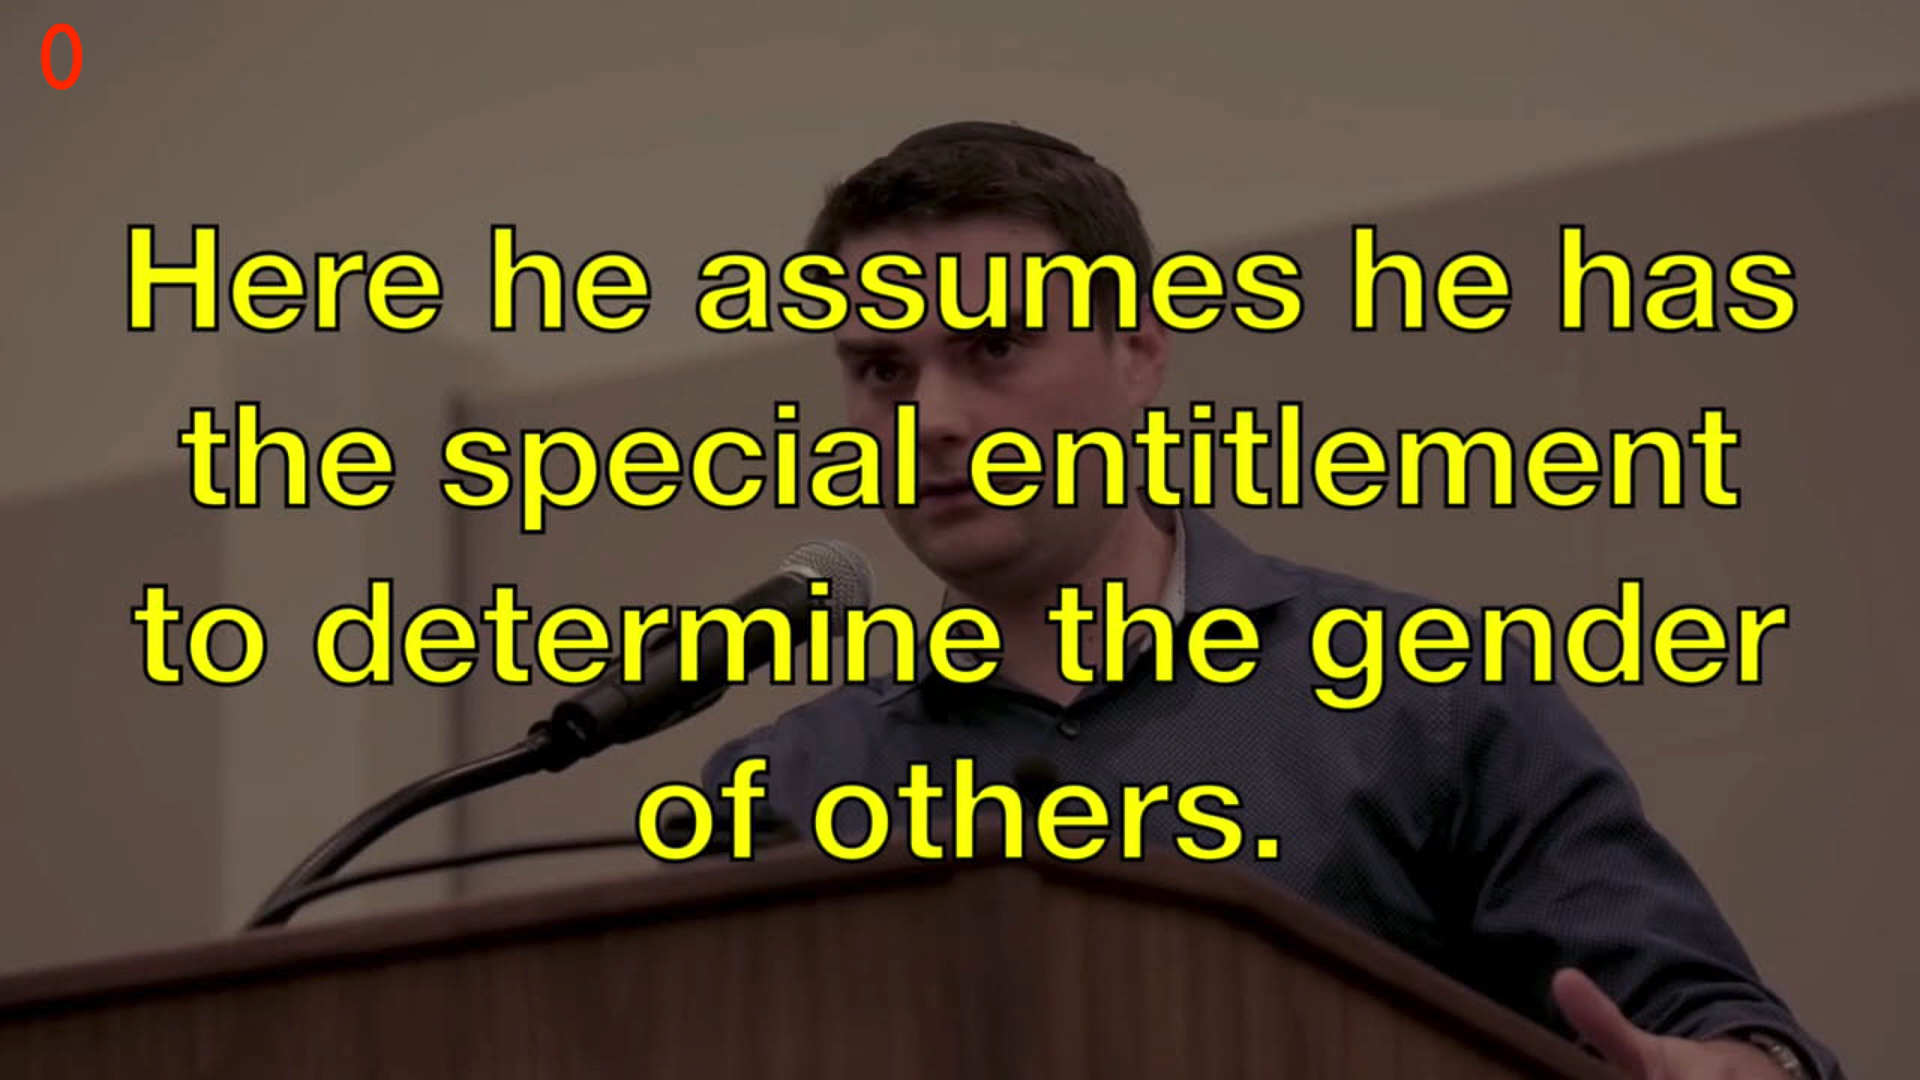 0
Here he assumes he has
the special entitlement
to determine the gender
of others.